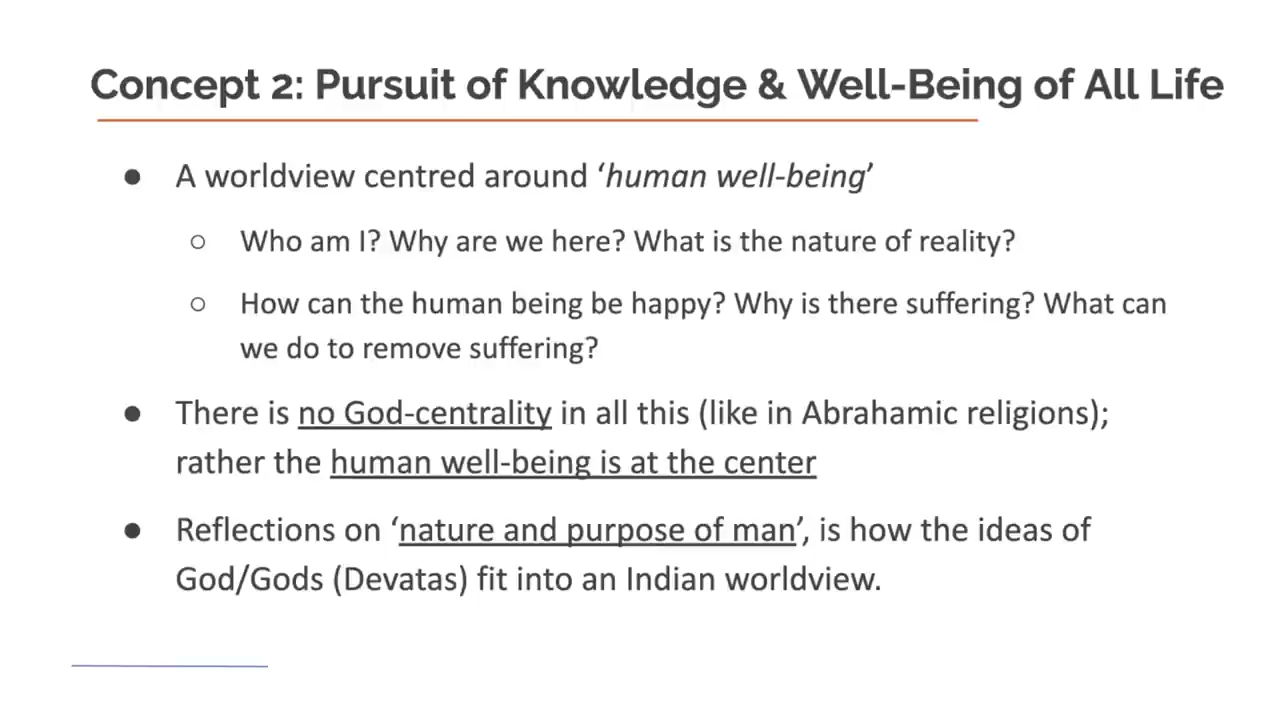 Concept 2: Pursuit of Knowledge & Well-Being of All Life
● A worldview centred around ‘human well-being’
○ Who am I? Why are we here? What is the nature of reality?
○ How can the human being be happy? Why is there suffering? What can
we do to remove suffering?
● There is no God-centrality in all this (like in Abrahamic religions);
rather the human well-being is at the center
● Reflections on ‘nature and purpose of man’, is how the ideas of
God/Gods (Devatas) fit into an Indian worldview.